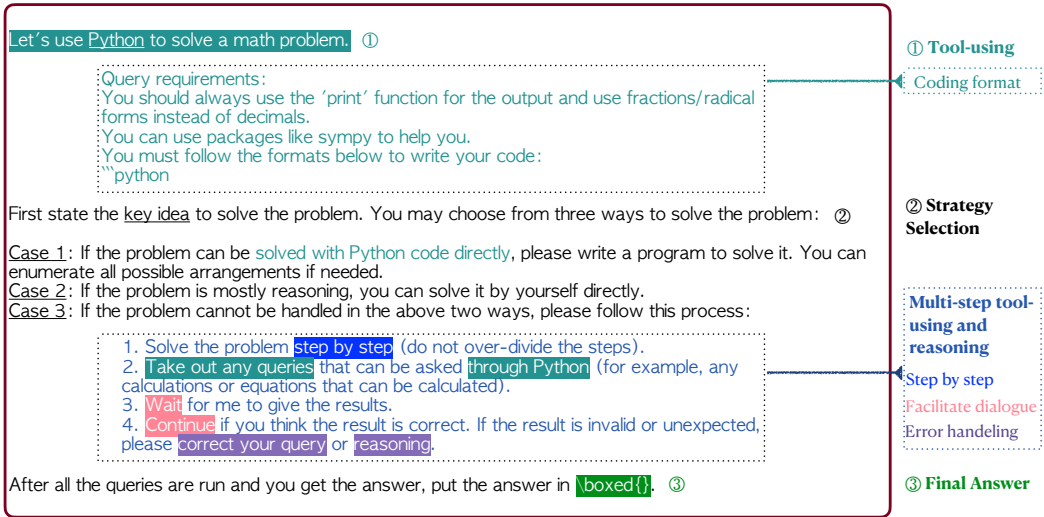 Let's use Python to solve a math problem. ①
① Tool-using
Query requirements:
You should always use the 'print' function for the output and use fractions/radical
forms instead of decimals.
You can use packages like sympy to help you.
You must follow the formats below to write your code:
```python
Coding format
First state the key idea to solve the problem. You may choose from three ways to solve the problem: ②
② Strategy
Selection
Case 1: If the problem can be solved with Python code directly, please write a program to solve it. You can
enumerate all possible arrangements if needed.
Case 2: If the problem is mostly reasoning, you can solve it by yourself directly.
Case 3: If the problem cannot be handled in the above two ways, please follow this process:
1. Solve the problem step by step (do not over-divide the steps).
2. Take out any queries that can be asked through Python (for example, any
calculations or equations that can be calculated).
3. Wait for me to give the results.
4. Continue if you think the result is correct. If the result is invalid or unexpected,
please correct your query or reasoning.
Multi-step tool-
using and
reasoning
Step by step
Facilitate dialogue
Error handeling
After all the queries are run and you get the answer, put the answer in \boxed{}. ③
③ Final Answer